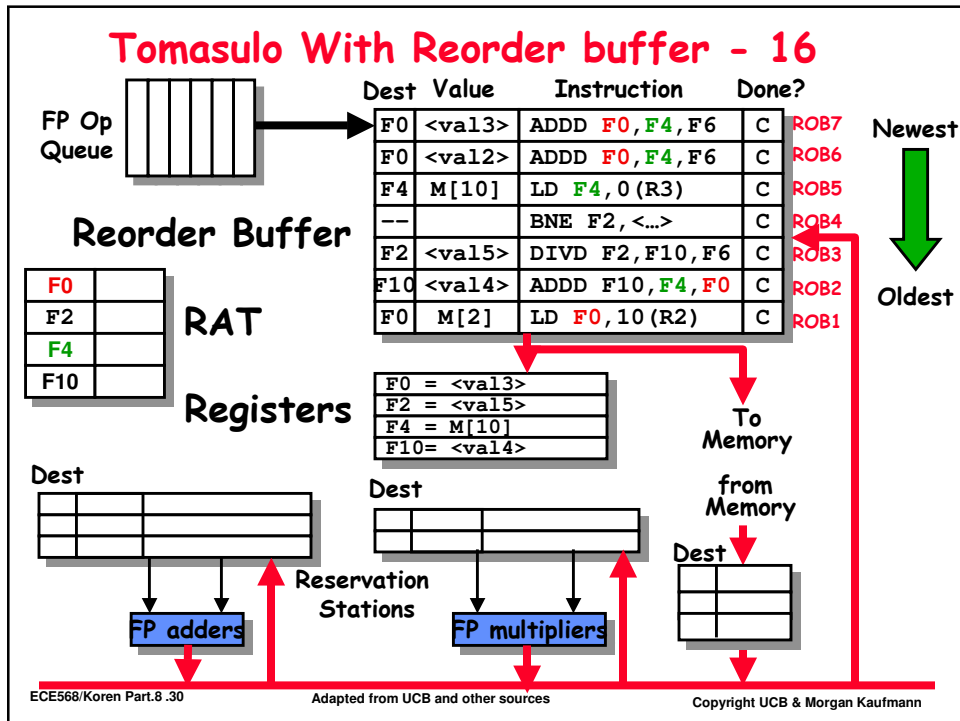 Tomasulo With Reorder buffer - 16
Dest Value Instruction Done?
FP Op
Queue
F0 <val3> ADDD F0,F4,F6 C ROB7
F0 <val2> ADDD F0,F4,F6 C ROB6
F4 M[10] LD F4,0(R3) C ROB5
-- BNE F2,<…> C ROB4
F2 <val5> DIVD F2,F10,F6 C ROB3
F10 <val4> ADDD F10,F4,F0 C ROB2
F0 M[2] LD F0,10(R2) C ROB1
Newest
Oldest
Reorder Buffer
F0
F2
F4
F10
RAT
Registers
F0 = <val3>
F2 = <val5>
F4 = M[10]
F10= <val4>
To
Memory
from
Memory
Dest
Dest
Dest
Reservation
Stations
FP adders
FP multipliers
ECE568/Koren Part.8 .30
Adapted from UCB and other sources
Copyright UCB & Morgan Kaufmann